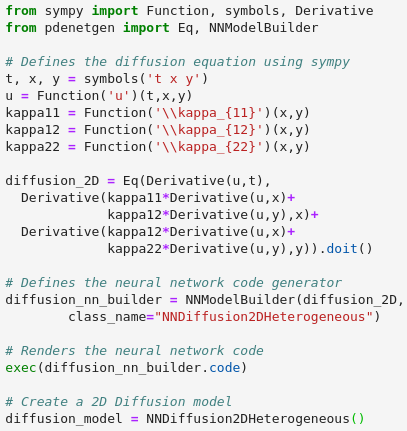 from sympy import Function, symbols, Derivative
from pdenetgen import Eq, NNModelBuilder

# Defines the diffusion equation using sympy
t, x, y = symbols('t x y')
u = Function('u')(t,x,y)
kappa11 = Function('\\kappa_{11}')(x,y)
kappa12 = Function('\\kappa_{12}')(x,y)
kappa22 = Function('\\kappa_{22}')(x,y)

diffusion_2D = Eq(Derivative(u,t),
  Derivative(kappa11*Derivative(u,x)+
             kappa12*Derivative(u,y),x)+
  Derivative(kappa12*Derivative(u,x)+
             kappa22*Derivative(u,y),y)).doit()

# Defines the neural network code generator
diffusion_nn_builder = NNModelBuilder(diffusion_2D,
        class_name="NNDiffusion2DHeterogeneous")

# Renders the neural network code
exec(diffusion_nn_builder.code)

# Create a 2D Diffusion model
diffusion_model = NNDiffusion2DHeterogeneous()